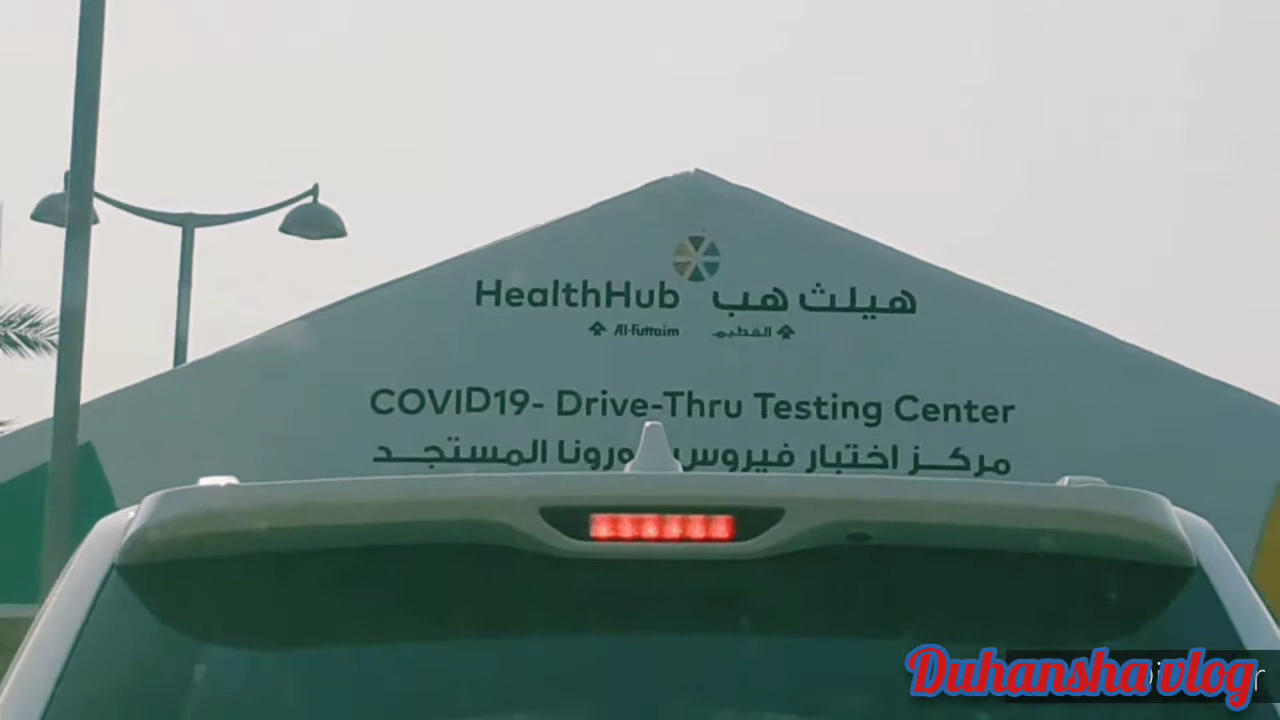 HealthHub هيلث هب
Al-Futtaim الفطيم
COVID19- Drive-Thru Testing Center
مركز اختبار فيروس المستجد
Duhansha vlog